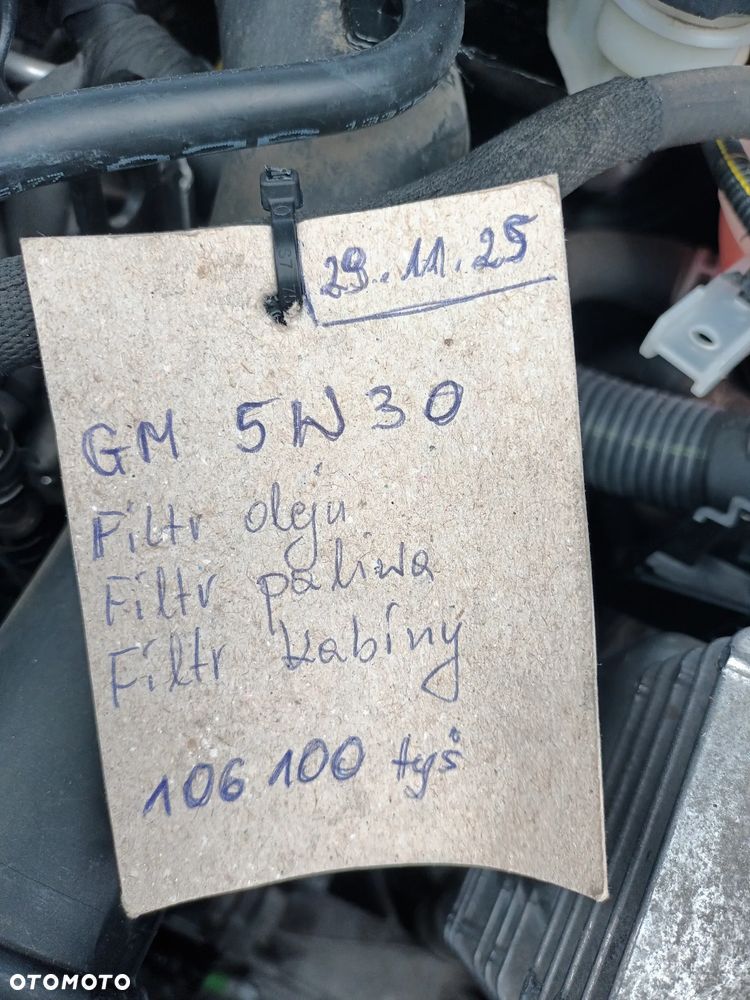 29.11.25
GM 5W30
Filtr oleju
Filtr paliwa
Filtr kabiny
106 100 tyś
OTOMOTO